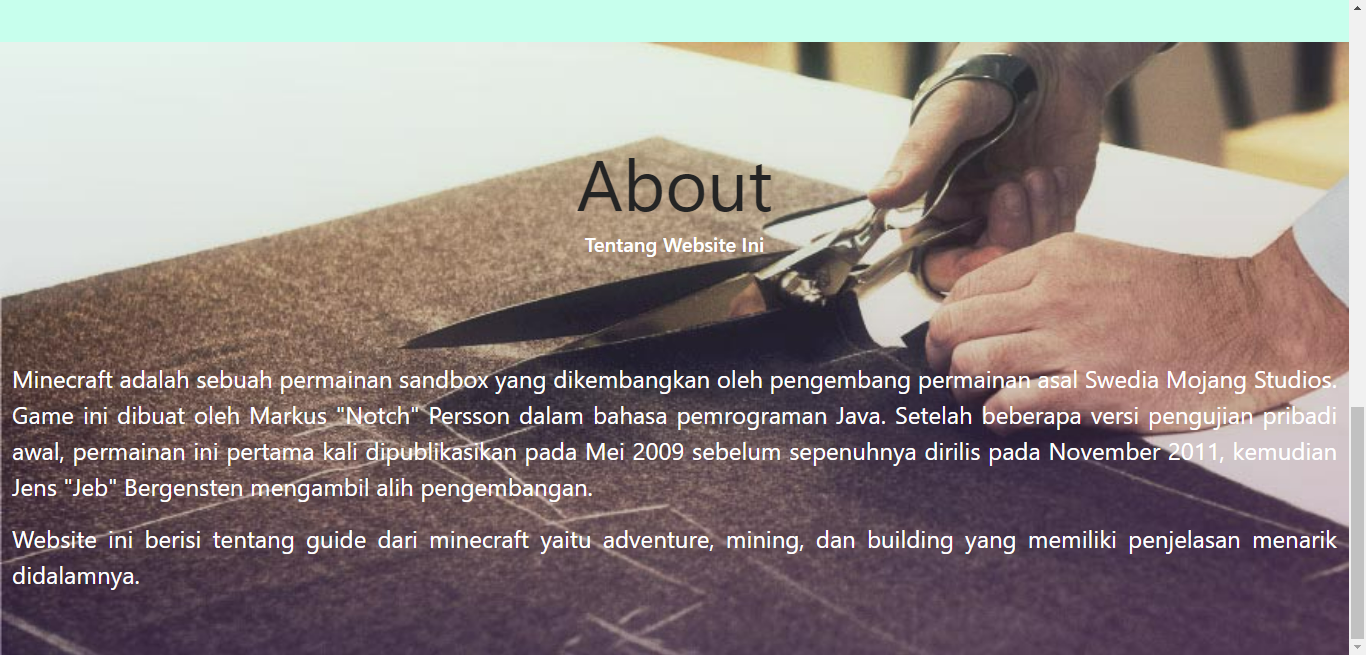 About
Tentang Website Ini
Minecraft adalah sebuah permainan sandbox yang dikembangkan oleh pengembang permainan asal Swedia Mojang Studios.
Game ini dibuat oleh Markus "Notch" Persson dalam bahasa pemrograman Java. Setelah beberapa versi pengujian pribadi
awal, permainan ini pertama kali dipublikasikan pada Mei 2009 sebelum sepenuhnya dirilis pada November 2011, kemudian
Jens "Jeb" Bergensten mengambil alih pengembangan.
Website ini berisi tentang guide dari minecraft yaitu adventure, mining, dan building yang memiliki penjelasan menarik
didalamnya.